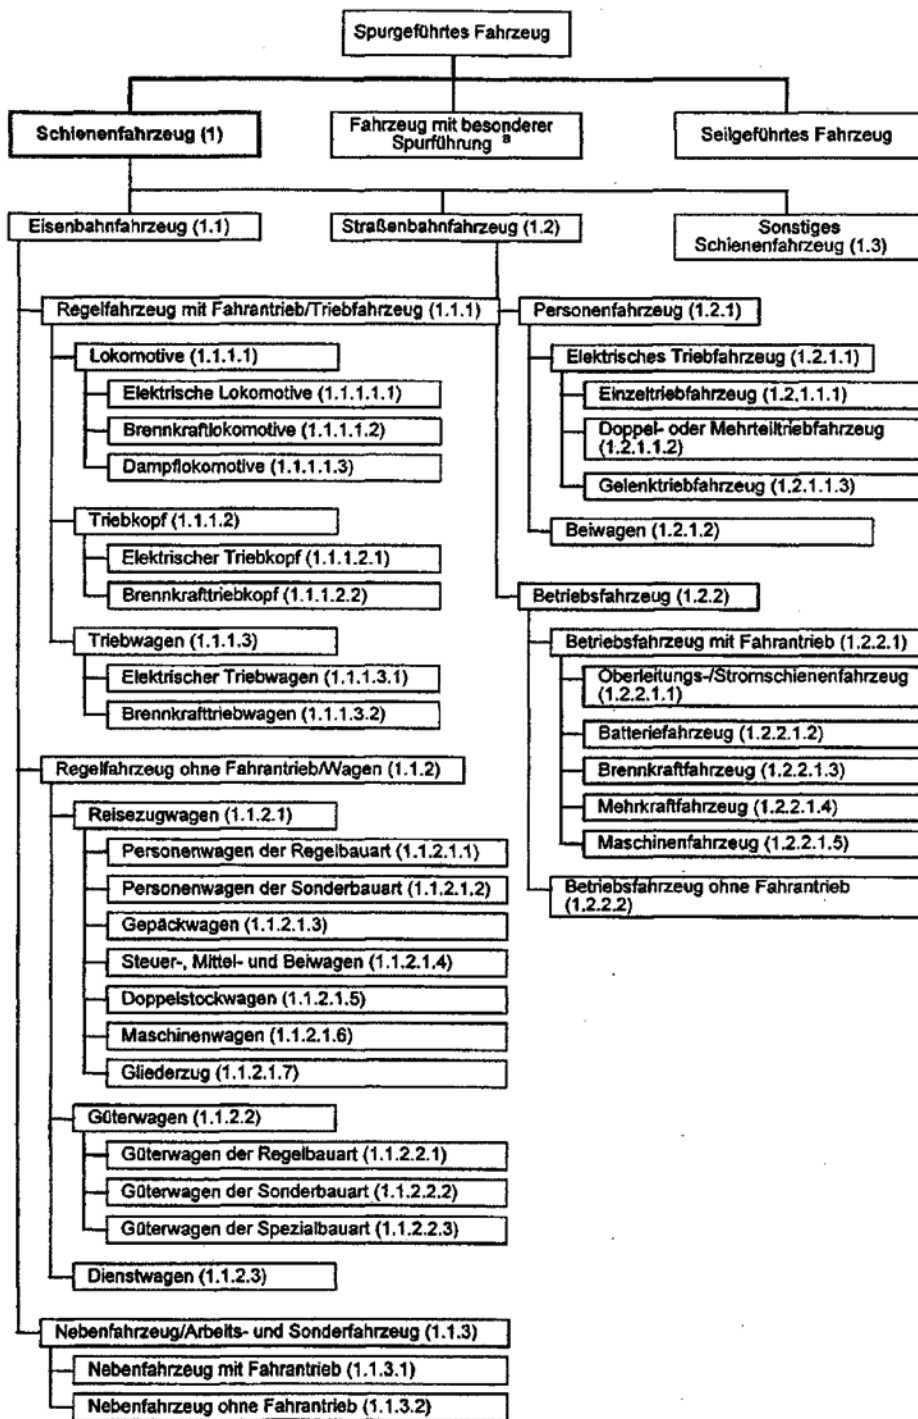 Spurgeführtes Fahrzeug
Schienenfahrzeug (1)
Fahrzeug mit besonderer
Spurführung a
Seilgeführtes Fahrzeug
Eisenbahnfahrzeug (1.1)
Straßenbahnfahrzeug (1.2)
Sonstiges
Schienenfahrzeug (1.3)
Regelfahrzeug mit Fahrantrieb/Triebfahrzeug (1.1.1)
Lokomotive (1.1.1.1)
Elektrische Lokomotive (1.1.1.1.1)
Brennkraftlokomotive (1.1.1.1.2)
Dampflokomotive (1.1.1.1.3)
Triebkopf (1.1.1.2)
Elektrischer Triebkopf (1.1.1.2.1)
Brennkrafttriebkopf (1.1.1.2.2)
Triebwagen (1.1.1.3)
Elektrischer Triebwagen (1.1.1.3.1)
Brennkrafttriebwagen (1.1.1.3.2)
Regelfahrzeug ohne Fahrantrieb/Wagen (1.1.2)
Reisezugwagen (1.1.2.1)
Personenwagen der Regelbauart (1.1.2.1.1)
Personenwagen der Sonderbauart (1.1.2.1.2)
Gepäckwagen (1.1.2.1.3)
Steuer-, Mittel- und Beiwagen (1.1.2.1.4)
Doppelstockwagen (1.1.2.1.5)
Maschinenwagen (1.1.2.1.6)
Gliederzug (1.1.2.1.7)
Güterwagen (1.1.2.2)
Güterwagen der Regelbauart (1.1.2.2.1)
Güterwagen der Sonderbauart (1.1.2.2.2)
Güterwagen der Spezialbauart (1.1.2.2.3)
Dienstwagen (1.1.2.3)
Nebenfahrzeug/Arbeits- und Sonderfahrzeug (1.1.3)
Nebenfahrzeug mit Fahrantrieb (1.1.3.1)
Nebenfahrzeug ohne Fahrantrieb (1.1.3.2)
Personenfahrzeug (1.2.1)
Elektrisches Triebfahrzeug (1.2.1.1)
Einzeltriebfahrzeug (1.2.1.1.1)
Doppel- oder Mehrteiltriebfahrzeug
(1.2.1.1.2)
Gelenktriebfahrzeug (1.2.1.1.3)
Beiwagen (1.2.1.2)
Betriebsfahrzeug (1.2.2)
Betriebsfahrzeug mit Fahrantrieb (1.2.2.1)
Oberleitungs-/Stromschienenfahrzeug
(1.2.2.1.1)
Batteriefahrzeug (1.2.2.1.2)
Brennkraftfahrzeug (1.2.2.1.3)
Mehrkraftfahrzeug (1.2.2.1.4)
Maschinenfahrzeug (1.2.2.1.5)
Betriebsfahrzeug ohne Fahrantrieb
(1.2.2.2)